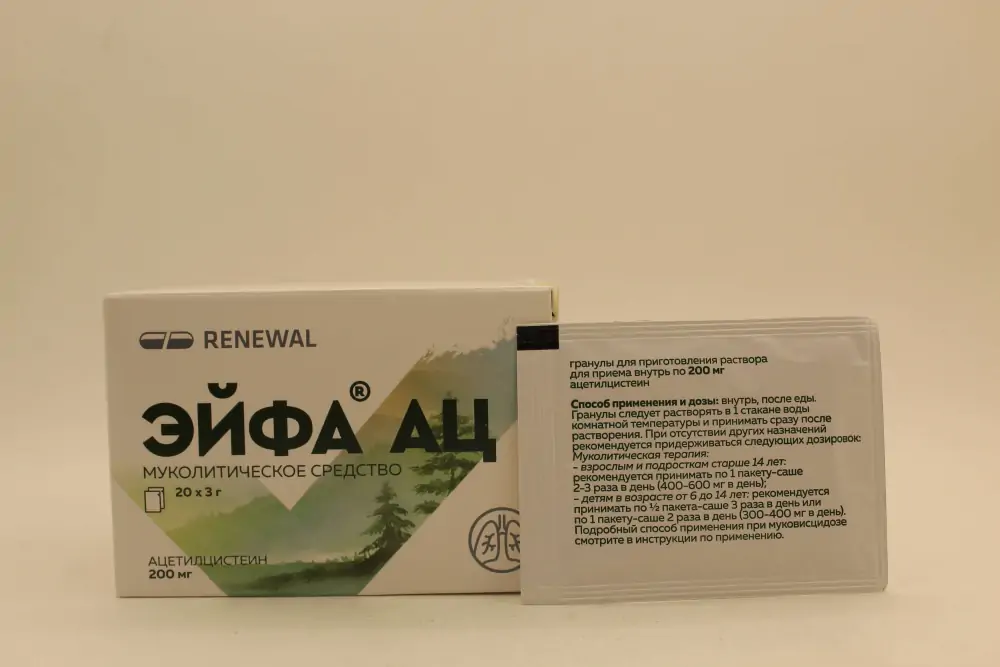 RENEWAL
ЭЙФА® АЦ
МУКОЛИТИЧЕСКОЕ СРЕДСТВО
20 x 3 г
АЦЕТИЛЦИСТЕИН
200 мг
гранулы для приготовления раствора
для приема внутрь по 200 мг
ацетилцистеин
Способ применения и дозы: внутрь, после еды.
Гранулы следует растворять в 1 стакане воды
комнатной температуры и принимать сразу после
растворения. При отсутствии других назначений
рекомендуется придерживаться следующих дозировок:
Муколитическая терапия:
- взрослым и подросткам старше 14 лет:
рекомендуется принимать по 1 пакету-саше
2-3 раза в день (400-600 мг в день);
- детям в возрасте от 6 до 14 лет: рекомендуется
принимать по ½ пакета-саше 3 раза в день или
по 1 пакету-саше 2 раза в день (300-400 мг в день).
Подробный способ применения при муковисцидозе
смотрите в инструкции по применению.